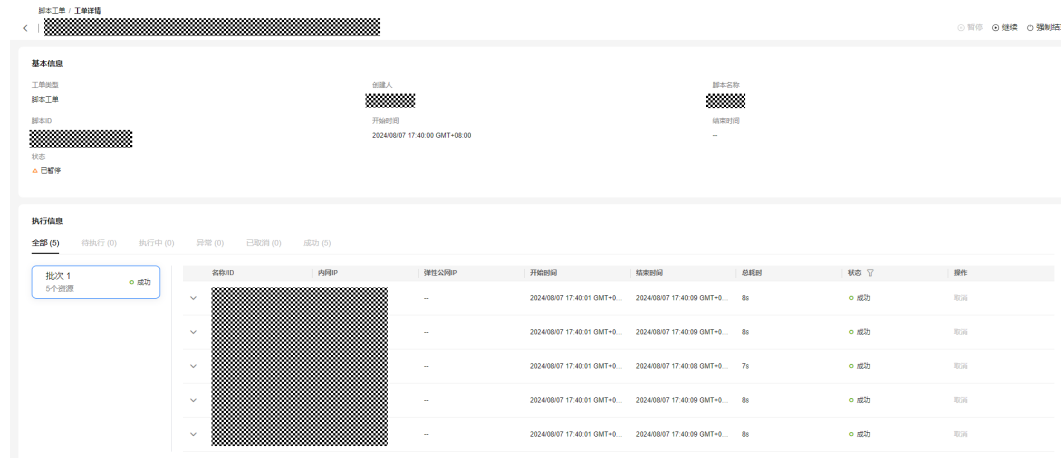 脚本工单 / 工单详情
暂停 继续 强制结
基本信息
工单类型 创建人 脚本名称
脚本工单
脚本ID 开始时间 结束时间
2024/08/07 17:40:00 GMT+08:00 --
状态
已暂停
执行信息
全部 (5) 待执行 (0) 执行中 (0) 异常 (0) 已取消 (0) 成功 (5)
批次 1
5个资源
成功
名称/ID 内网IP 弹性公网IP 开始时间 结束时间 总耗时 状态 操作
-- 2024/08/07 17:40:01 GMT+0... 2024/08/07 17:40:09 GMT+0... 8s 成功 取消
-- 2024/08/07 17:40:01 GMT+0... 2024/08/07 17:40:09 GMT+0... 8s 成功 取消
-- 2024/08/07 17:40:01 GMT+0... 2024/08/07 17:40:08 GMT+0... 7s 成功 取消
-- 2024/08/07 17:40:01 GMT+0... 2024/08/07 17:40:09 GMT+0... 8s 成功 取消
-- 2024/08/07 17:40:01 GMT+0... 2024/08/07 17:40:09 GMT+0... 8s 成功 取消